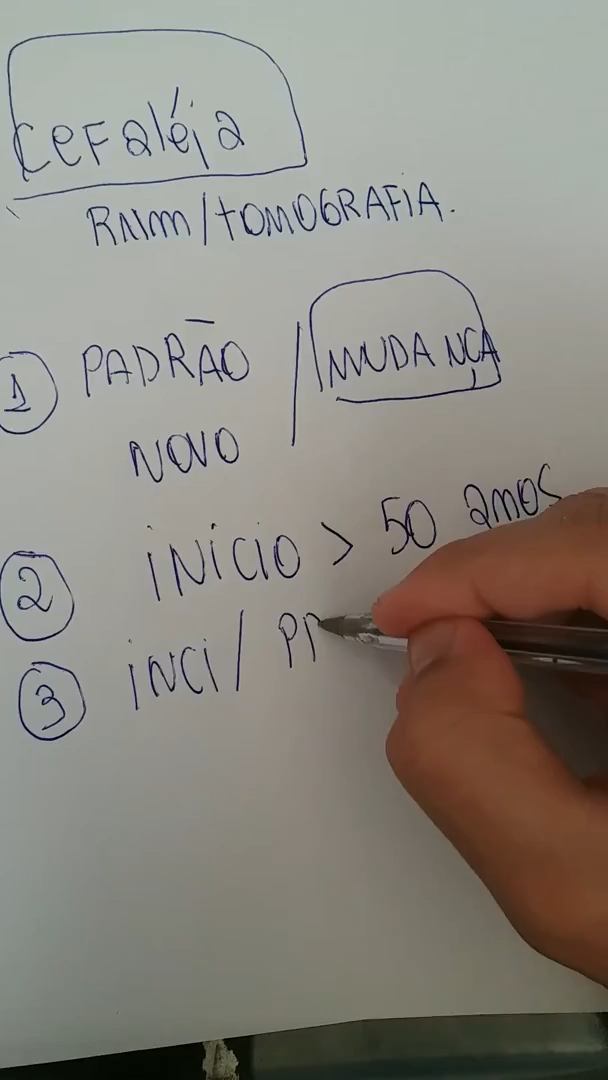 cefaléia
RNM/TOMOGRAFIA.
1 PADRÃO / MUDANÇA
NOVO
2 INÍCIO > 50 anos
3 INCI/